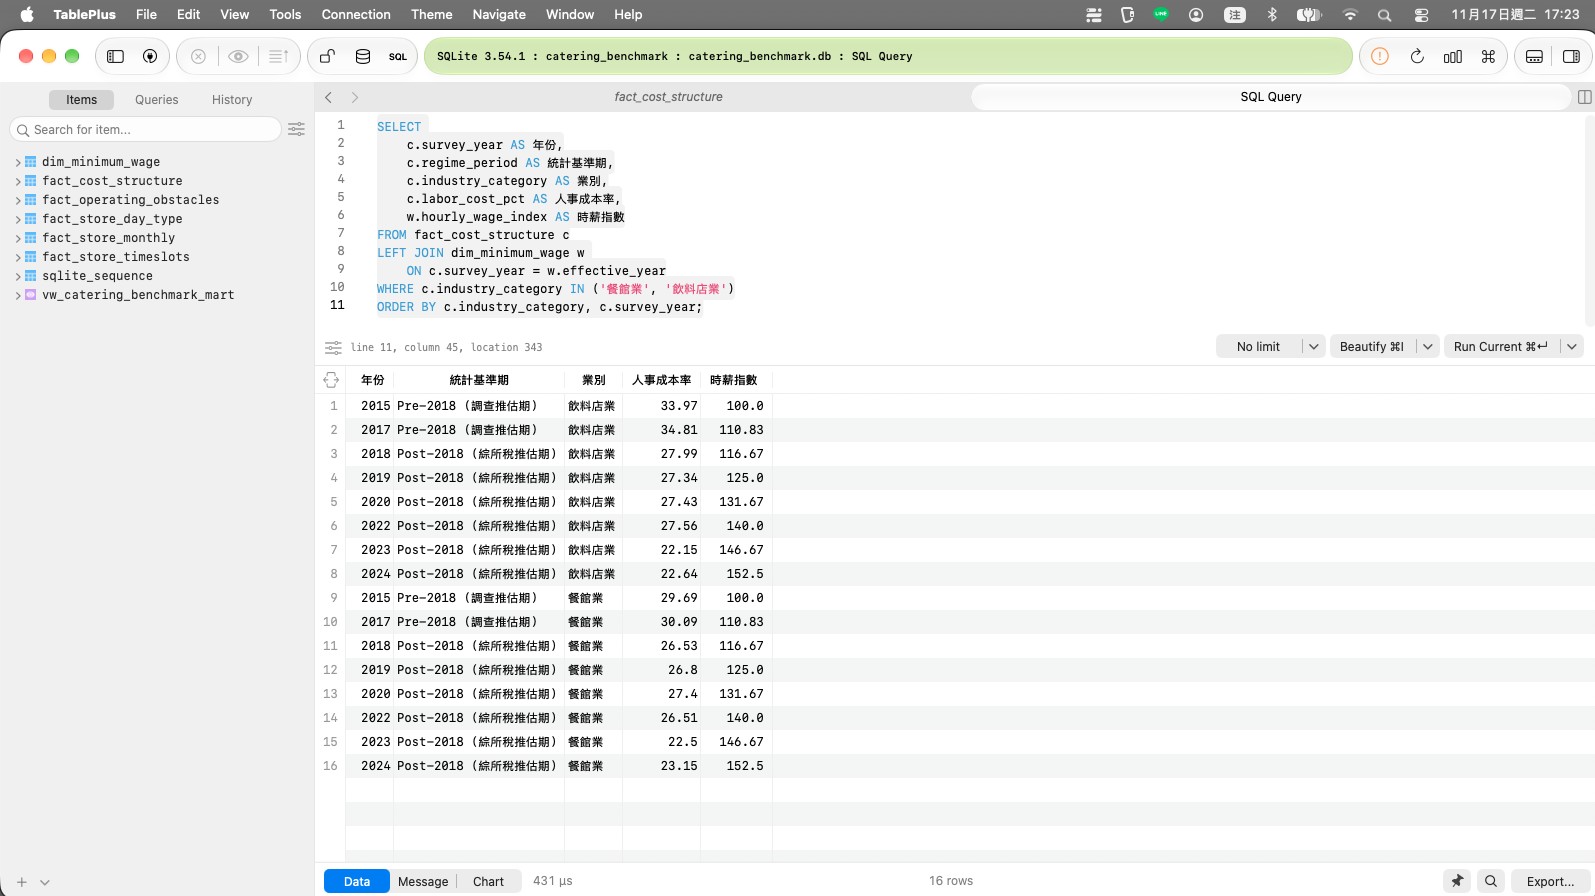 TablePlus File Edit View Tools Connection Theme Navigate Window Help LINE 注 11月17日週二 17:23
SQL SQLite 3.54.1 : catering_benchmark : catering_benchmark.db : SQL Query
Items Queries History
Search for item...
dim_minimum_wage
fact_cost_structure
fact_operating_obstacles
fact_store_day_type
fact_store_monthly
fact_store_timeslots
sqlite_sequence
vw_catering_benchmark_mart
fact_cost_structure SQL Query
1 SELECT
2 c.survey_year AS 年份,
3 c.regime_period AS 統計基準期,
4 c.industry_category AS 業別,
5 c.labor_cost_pct AS 人事成本率,
6 w.hourly_wage_index AS 時薪指數
7 FROM fact_cost_structure c
8 LEFT JOIN dim_minimum_wage w
9 ON c.survey_year = w.effective_year
10 WHERE c.industry_category IN ('餐館業', '飲料店業')
11 ORDER BY c.industry_category, c.survey_year;
line 11, column 45, location 343 No limit Beautify ⌘I Run Current ⌘↵
年份 統計基準期 業別 人事成本率 時薪指數
1 2015 Pre-2018 (調查推估期) 飲料店業 33.97 100.0
2 2017 Pre-2018 (調查推估期) 飲料店業 34.81 110.83
3 2018 Post-2018 (綜所稅推估期) 飲料店業 27.99 116.67
4 2019 Post-2018 (綜所稅推估期) 飲料店業 27.34 125.0
5 2020 Post-2018 (綜所稅推估期) 飲料店業 27.43 131.67
6 2022 Post-2018 (綜所稅推估期) 飲料店業 27.56 140.0
7 2023 Post-2018 (綜所稅推估期) 飲料店業 22.15 146.67
8 2024 Post-2018 (綜所稅推估期) 飲料店業 22.64 152.5
9 2015 Pre-2018 (調查推估期) 餐館業 29.69 100.0
10 2017 Pre-2018 (調查推估期) 餐館業 30.09 110.83
11 2018 Post-2018 (綜所稅推估期) 餐館業 26.53 116.67
12 2019 Post-2018 (綜所稅推估期) 餐館業 26.8 125.0
13 2020 Post-2018 (綜所稅推估期) 餐館業 27.4 131.67
14 2022 Post-2018 (綜所稅推估期) 餐館業 26.51 140.0
15 2023 Post-2018 (綜所稅推估期) 餐館業 22.5 146.67
16 2024 Post-2018 (綜所稅推估期) 餐館業 23.15 152.5
Data Message Chart 431 μs 16 rows Export...